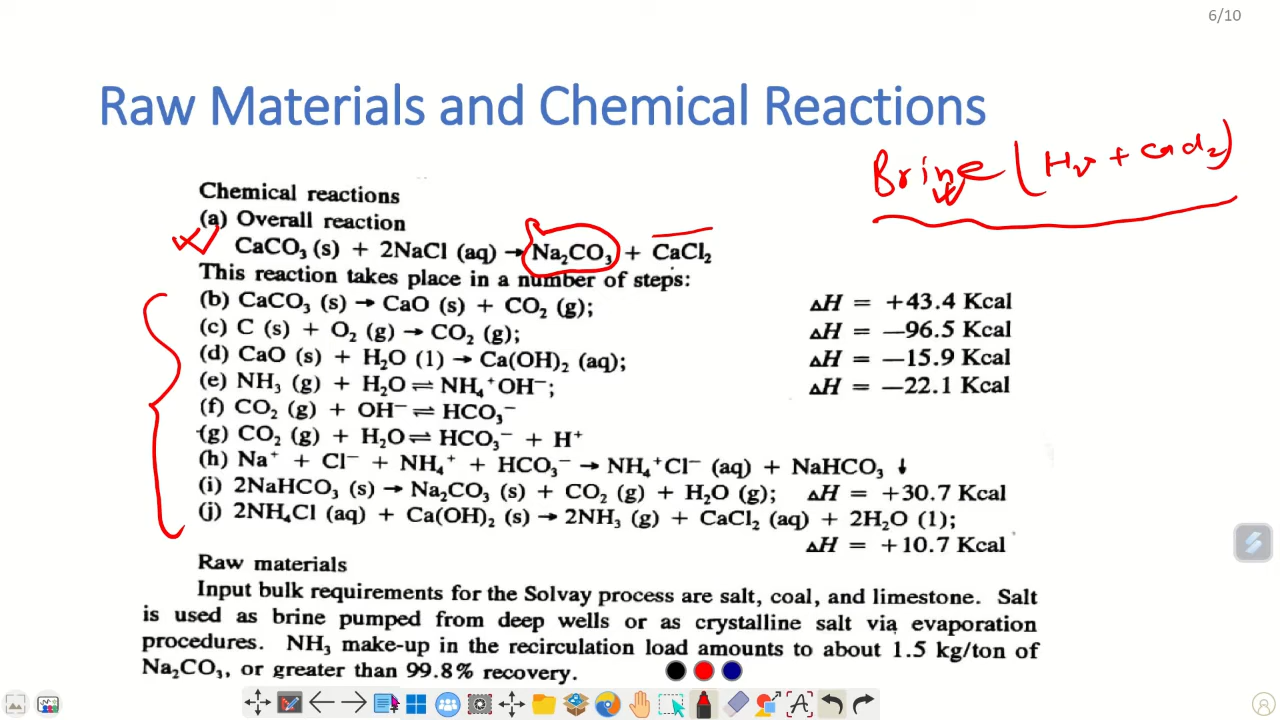 6/10
Raw Materials and Chemical Reactions
Brine (H₂O + CaCl₂)
Chemical reactions
(a) Overall reaction
CaCO₃ (s) + 2NaCl (aq) → Na₂CO₃ + CaCl₂
This reaction takes place in a number of steps:
(b) CaCO₃ (s) → CaO (s) + CO₂ (g); ΔH = +43.4 Kcal
(c) C (s) + O₂ (g) → CO₂ (g); ΔH = —96.5 Kcal
(d) CaO (s) + H₂O (1) → Ca(OH)₂ (aq); ΔH = —15.9 Kcal
(e) NH₃ (g) + H₂O ⇌ NH₄⁺OH⁻; ΔH = —22.1 Kcal
(f) CO₂ (g) + OH⁻ ⇌ HCO₃⁻
(g) CO₂ (g) + H₂O ⇌ HCO₃⁻ + H⁺
(h) Na⁺ + Cl⁻ + NH₄⁺ + HCO₃⁻ → NH₄⁺Cl⁻ (aq) + NaHCO₃ ↓
(i) 2NaHCO₃ (s) → Na₂CO₃ (s) + CO₂ (g) + H₂O (g); ΔH = +30.7 Kcal
(j) 2NH₄Cl (aq) + Ca(OH)₂ (s) → 2NH₃ (g) + CaCl₂ (aq) + 2H₂O (1);
ΔH = +10.7 Kcal
Raw materials
Input bulk requirements for the Solvay process are salt, coal, and limestone. Salt
is used as brine pumped from deep wells or as crystalline salt via evaporation
procedures. NH₃ make-up in the recirculation load amounts to about 1.5 kg/ton of
Na₂CO₃, or greater than 99.8% recovery.